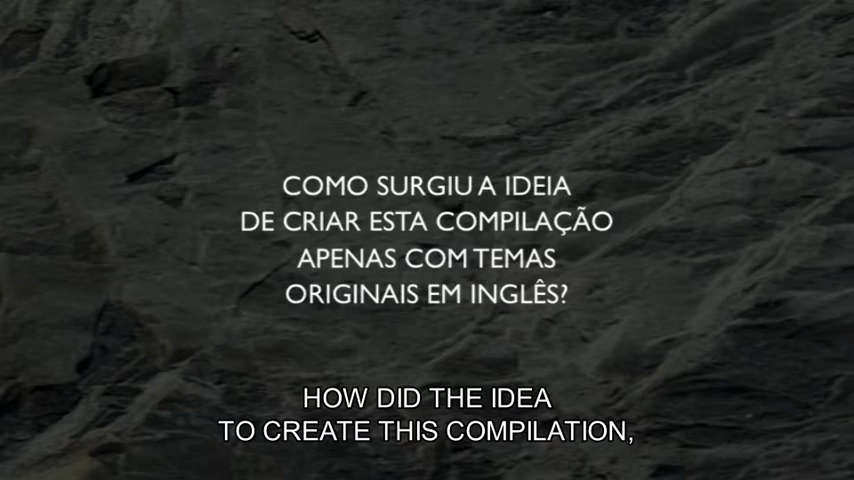 COMO SURGIU A IDEIA
DE CRIAR ESTA COMPILAÇÃO
APENAS COM TEMAS
ORIGINAIS EM INGLÊS?
HOW DID THE IDEA
TO CREATE THIS COMPILATION,